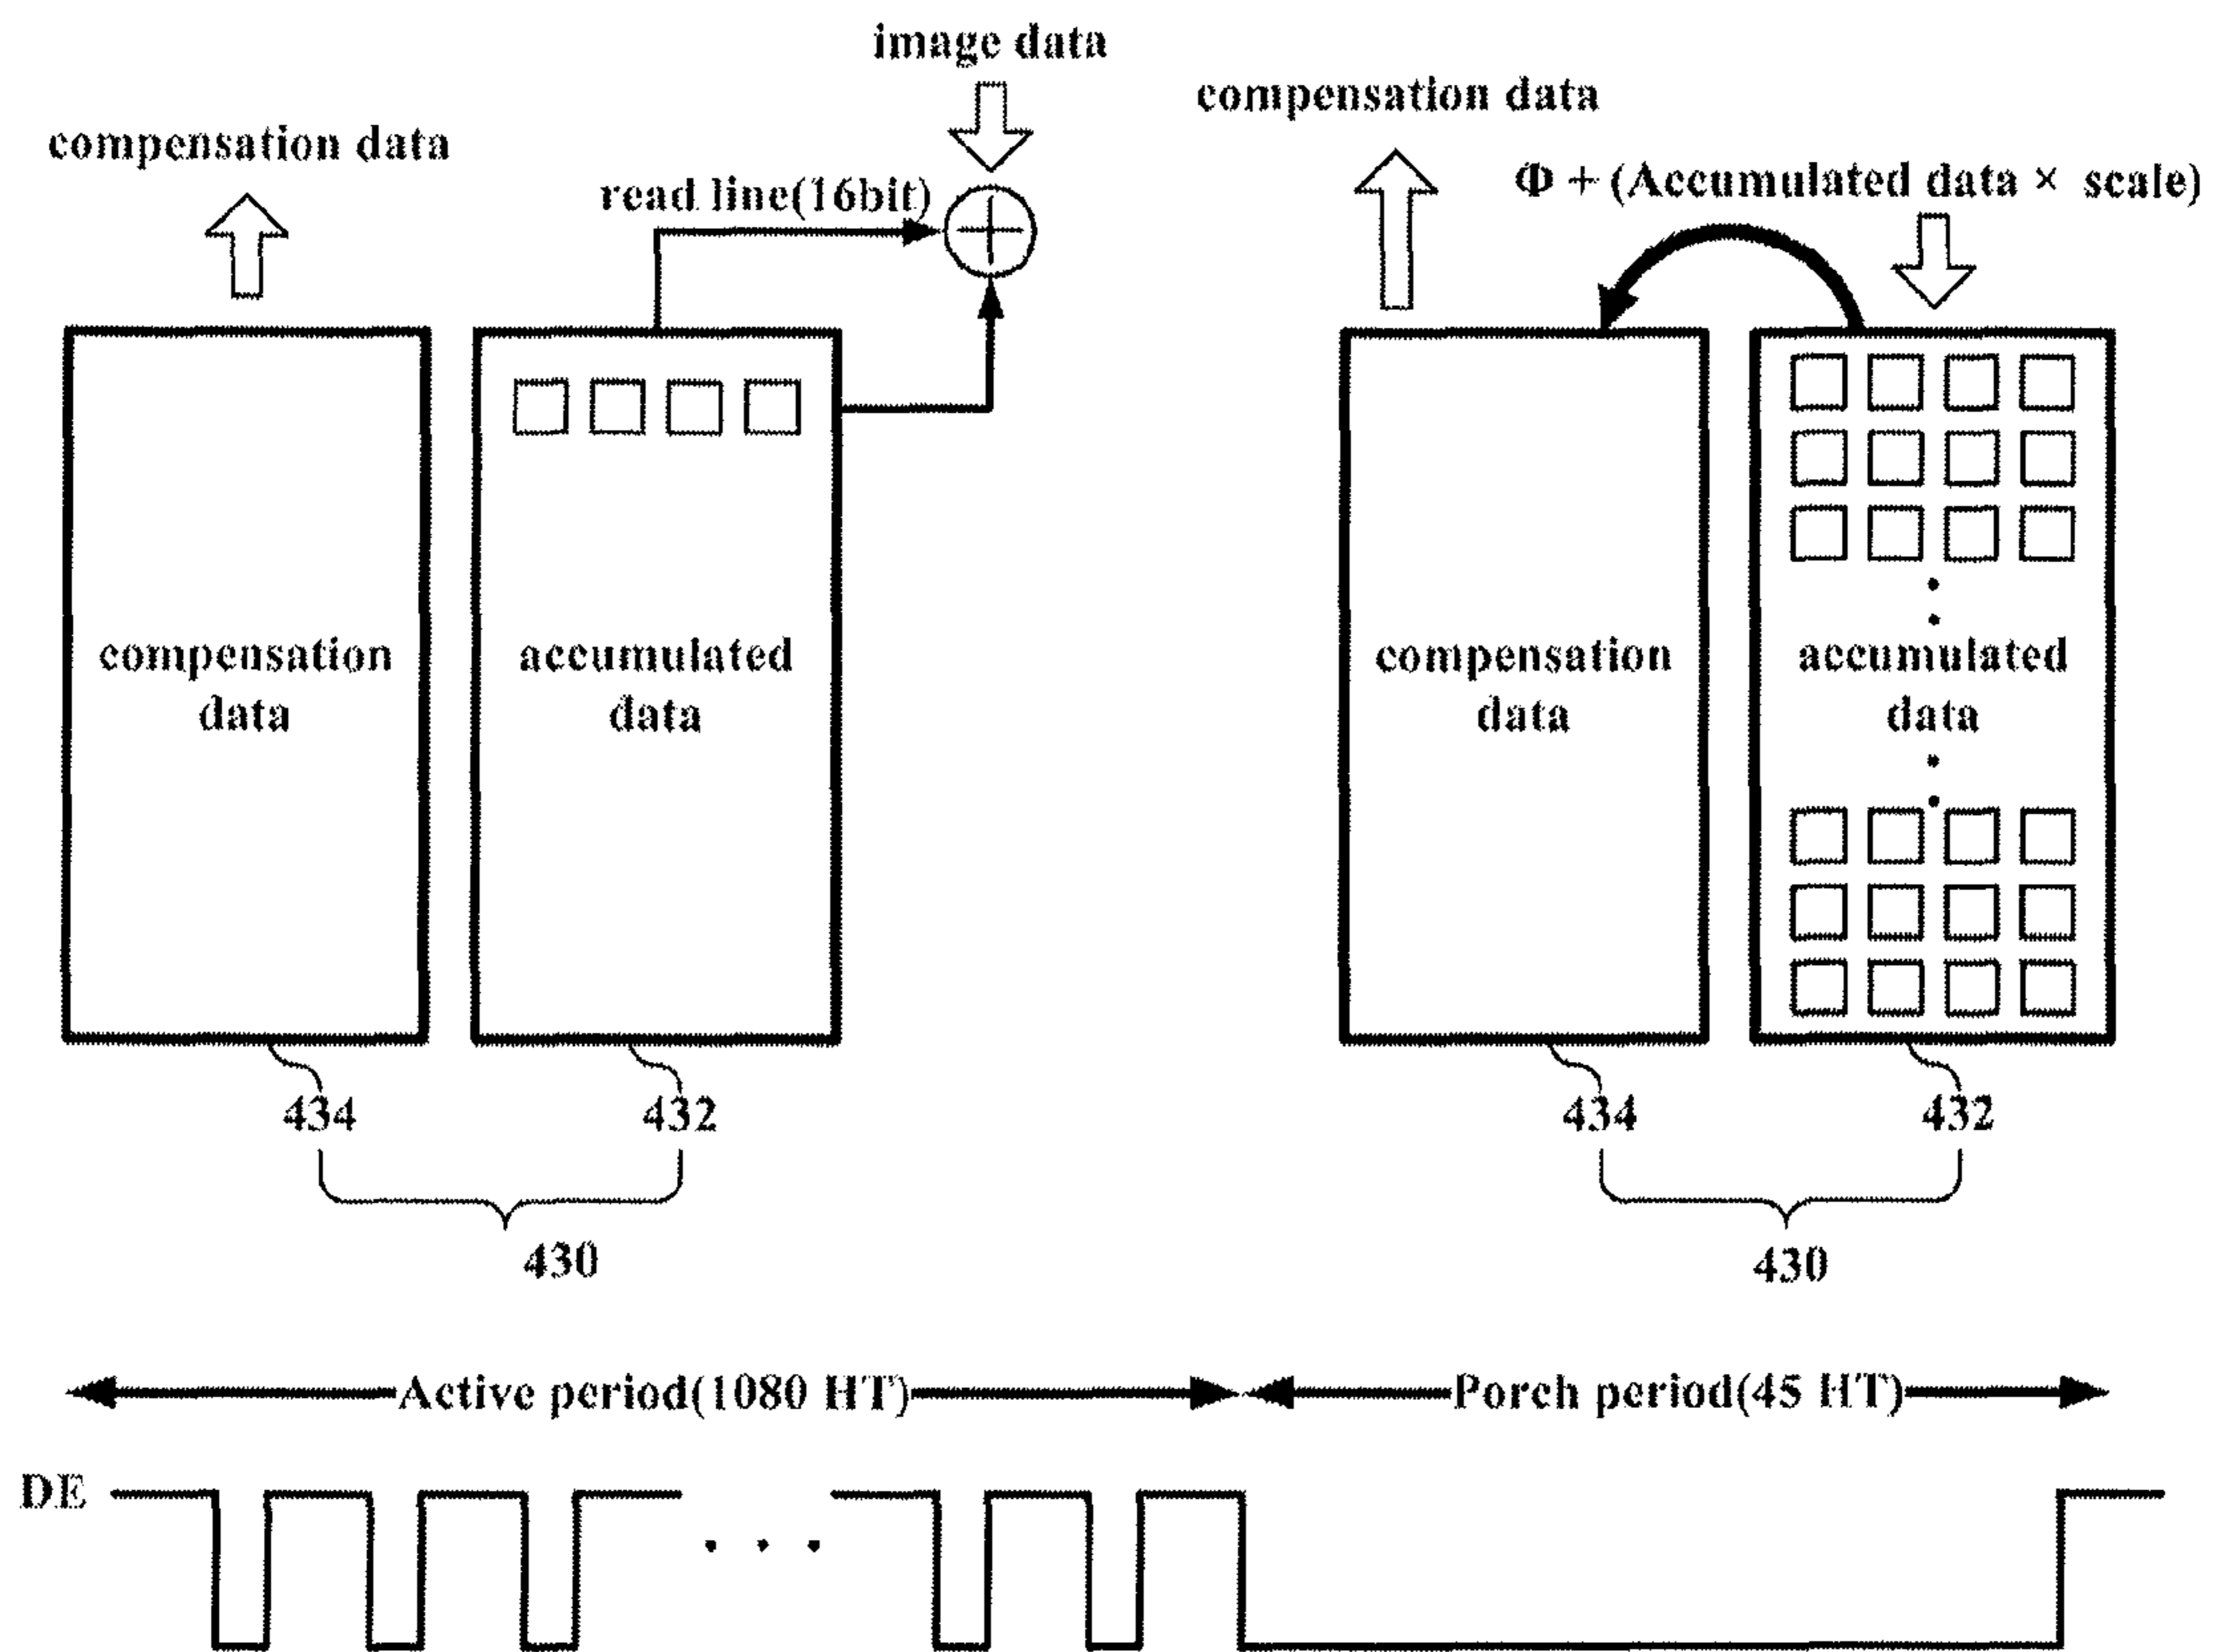 image data
compensation data
read line(16bit)
compensation data
Φ + (Accumulated data × scale)
compensation
data
accumulated
data
compensation
data
accumulated
data
434
432
434
432
430
430
Active period(1080 HT)
Porch period(45 HT)
DE